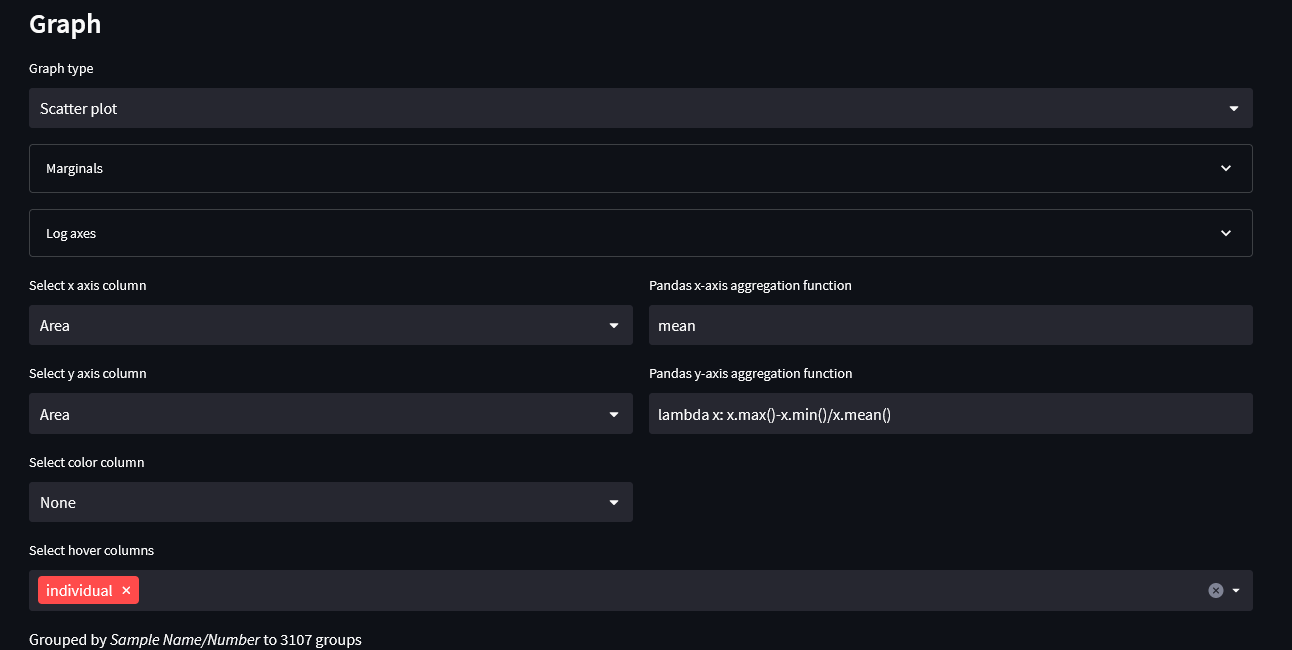 Graph
Graph type
Scatter plot
Marginals
Log axes
Select x axis column
Pandas x-axis aggregation function
Area
mean
Select y axis column
Pandas y-axis aggregation function
Area
lambda x: x.max()-x.min()/x.mean()
Select color column
None
Select hover columns
individual ×
Grouped by Sample Name/Number to 3107 groups